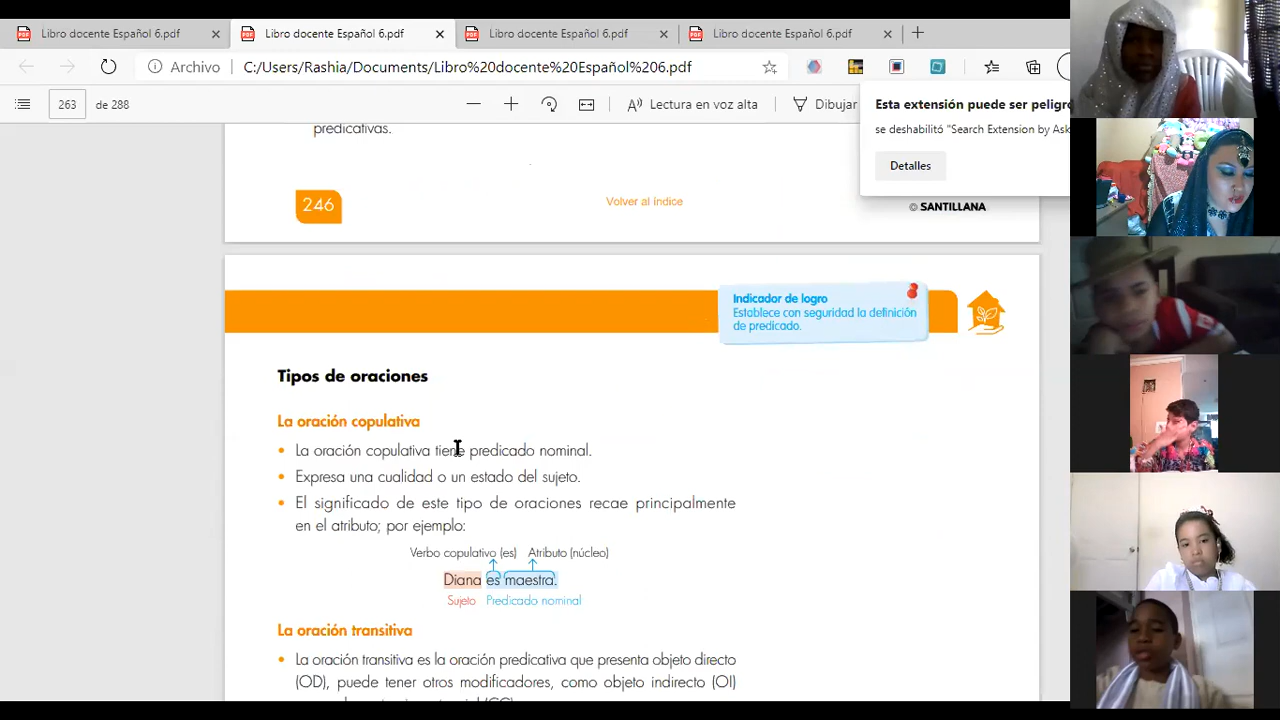 Libro docente Español 6.pdf
Libro docente Español 6.pdf
Libro docente Español 6.pdf
Libro docente Español 6.pdf
Archivo
C:/Users/Rashia/Documents/Libro%20docente%20Español%206.pdf
263 de 288
Lectura en voz alta
Dibujar
Esta extensión puede ser peligro
se deshabilitó "Search Extension by Ask
Detalles
predicativas.
246
Volver al índice
© SANTILLANA
Indicador de logro
Establece con seguridad la definición
de predicado.
Tipos de oraciones
La oración copulativa
• La oración copulativa tiene predicado nominal.
• Expresa una cualidad o un estado del sujeto.
• El significado de este tipo de oraciones recae principalmente
en el atributo; por ejemplo:
Verbo copulativo (es) Atributo (núcleo)
Diana es maestra.
Sujeto Predicado nominal
La oración transitiva
• La oración transitiva es la oración predicativa que presenta objeto directo
(OD), puede tener otros modificadores, como objeto indirecto (OI)